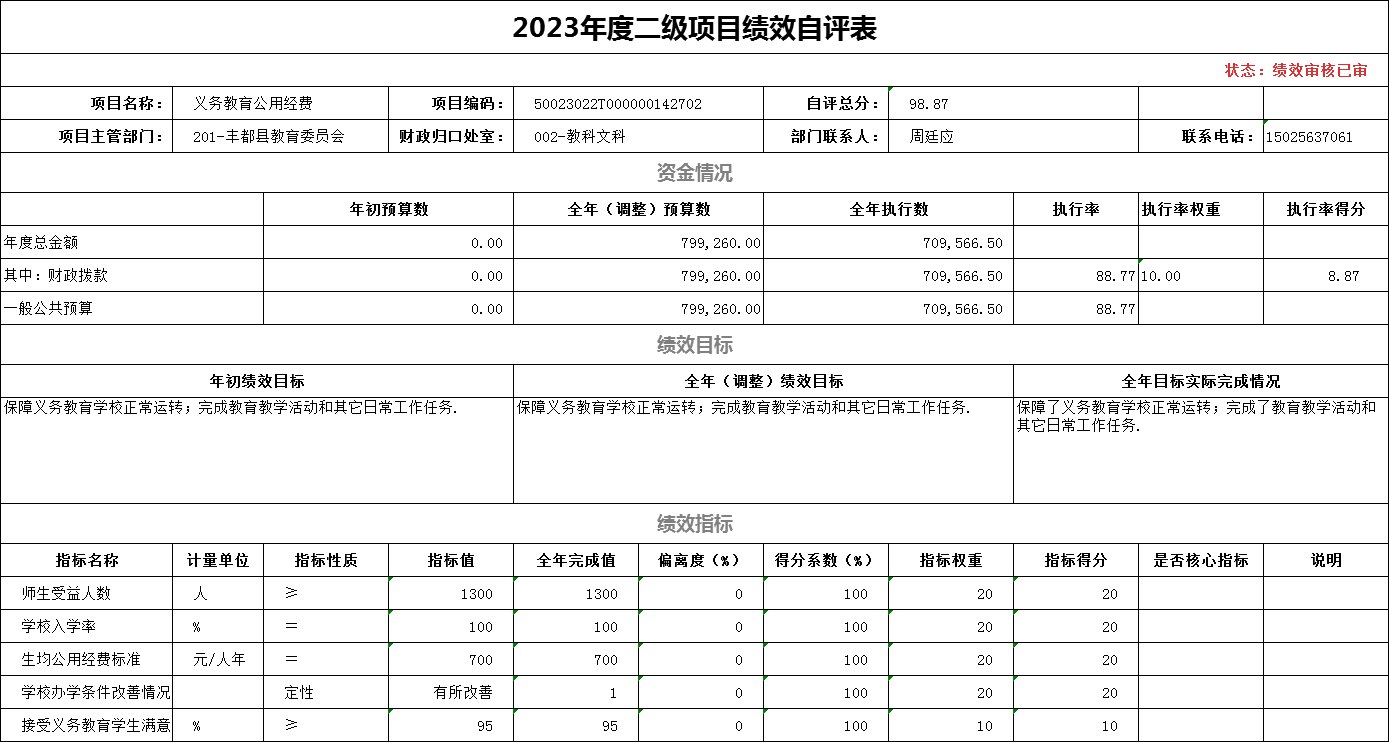 2023年度二级项目绩效自评表
状态：绩效审核已审
项目名称： 义务教育公用经费 项目编码： 50023022T000000142702 自评总分： 98.87
项目主管部门： 201-丰都县教育委员会 财政归口处室： 002-教科文科 部门联系人： 周廷应 联系电话： 15025637061
资金情况
年初预算数 全年（调整）预算数 全年执行数 执行率 执行率权重 执行率得分
年度总金额 0.00 799,260.00 709,566.50
其中：财政拨款 0.00 799,260.00 709,566.50 88.77 10.00 8.87
一般公共预算 0.00 799,260.00 709,566.50 88.77
绩效目标
年初绩效目标 全年（调整）绩效目标 全年目标实际完成情况
保障义务教育学校正常运转；完成教育教学活动和其它日常工作任务. 保障义务教育学校正常运转；完成教育教学活动和其它日常工作任务. 保障了义务教育学校正常运转；完成了教育教学活动和
其它日常工作任务.
绩效指标
指标名称 计量单位 指标性质 指标值 全年完成值 偏离度（%） 得分系数（%） 指标权重 指标得分 是否核心指标 说明
师生受益人数 人 ≥ 1300 1300 0 100 20 20
学校入学率 % ＝ 100 100 0 100 20 20
生均公用经费标准 元/人年 ＝ 700 700 0 100 20 20
学校办学条件改善情况 定性 有所改善 1 0 100 20 20
接受义务教育学生满意 % ≥ 95 95 0 100 10 10